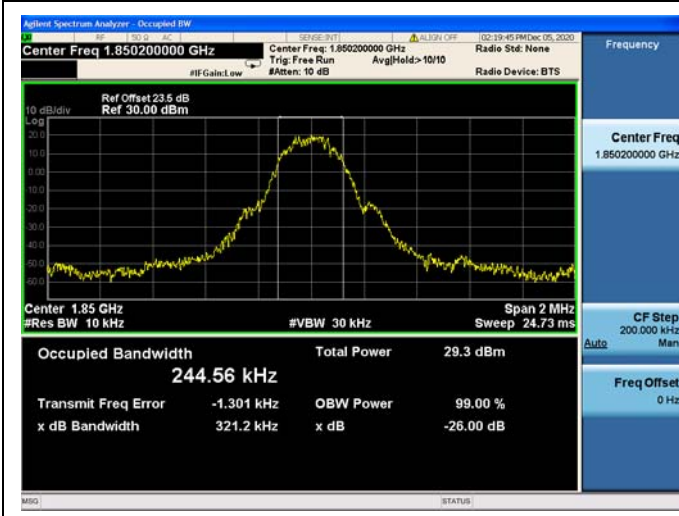 Agilent Spectrum Analyzer - Occupied BW
RF 50 Ω AC SENSE:INT ALIGN OFF 02:19:45 PM Dec 05, 2020
Center Freq 1.850200000 GHz Center Freq: 1.850200000 GHz Radio Std: None Frequency
Trig: Free Run Avg|Hold:> 10/10
#IFGain:Low #Atten: 10 dB Radio Device: BTS
Ref Offset 23.5 dB
10 dB/div Ref 30.00 dBm
Log
20.0
10.0
0.00
-10.0
-20.0
-30.0
-40.0
-50.0
-60.0
Center Freq
1.850200000 GHz
Center 1.85 GHz Span 2 MHz
#Res BW 10 kHz #VBW 30 kHz Sweep 24.73 ms
CF Step
200.000 kHz
Auto Man
Occupied Bandwidth Total Power 29.3 dBm
244.56 kHz
Transmit Freq Error -1.301 kHz OBW Power 99.00 %
x dB Bandwidth 321.2 kHz x dB -26.00 dB
Freq Offset
0 Hz
MSG STATUS